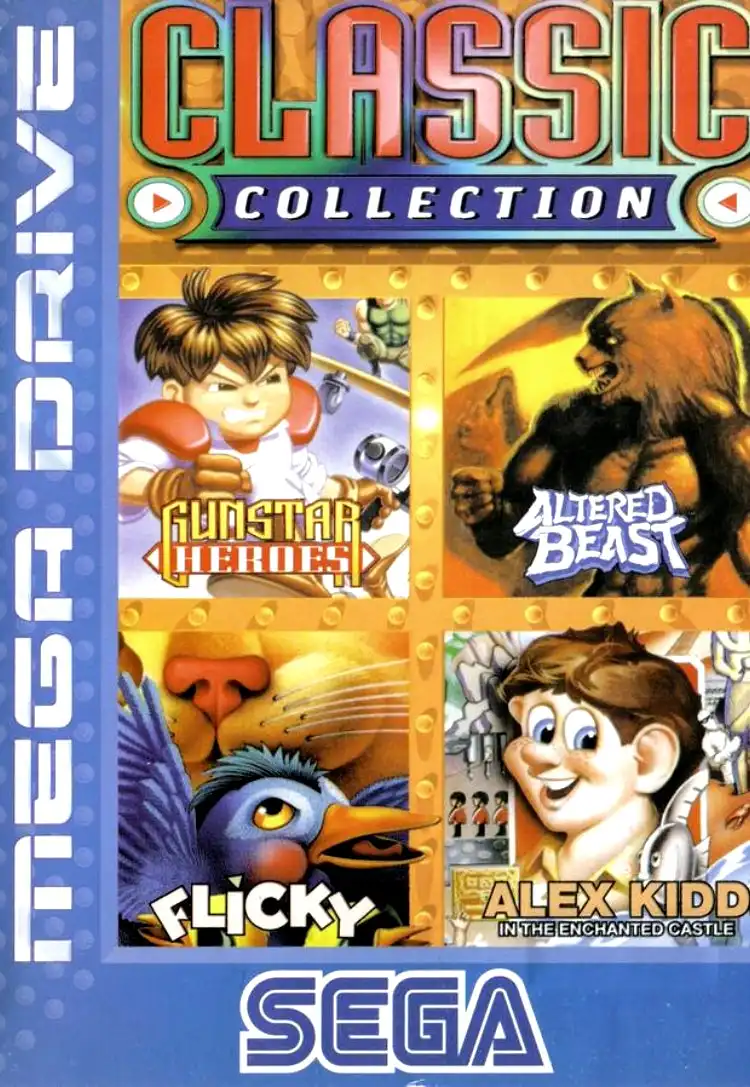 MEGA DRIVE
CLASSIC
COLLECTION
GUNSTAR
HEROES
ALTERED
BEAST
FLiCKY
ALEX KIDD
IN THE ENCHANTED CASTLE
SEGA